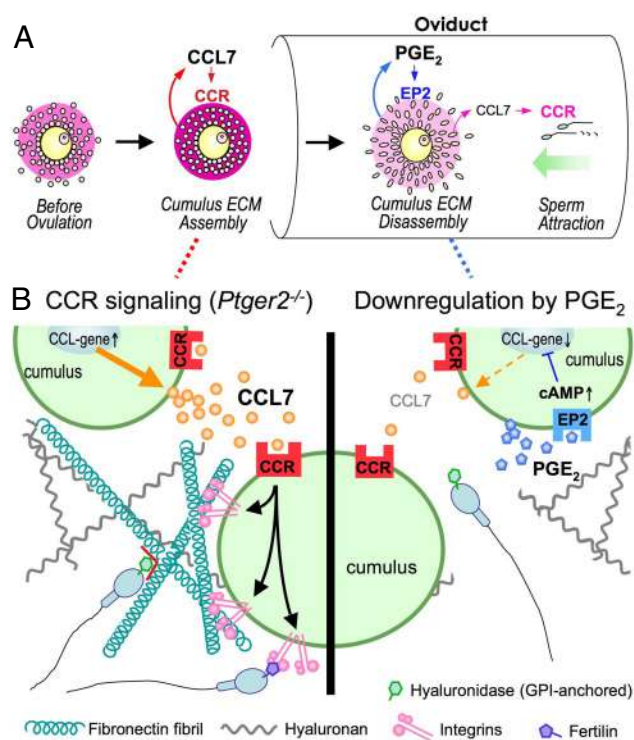 A
Oviduct
CCL7
CCR
PGE₂
EP2
CCL7
CCR
Before
Ovulation
Cumulus ECM
Assembly
Cumulus ECM
Disassembly
Sperm
Attraction
B
CCR signaling (Ptger2-/-)
Downregulation by PGE₂
CCL-gene↑
cumulus
CCR
CCL7
CCR
CCR
CCL7
CCR
CCL-gene↓
cumulus
cAMP↑
EP2
PGE₂
cumulus
Hyaluronidase (GPI-anchored)
Fibronectin fibril
Hyaluronan
Integrins
Fertilin